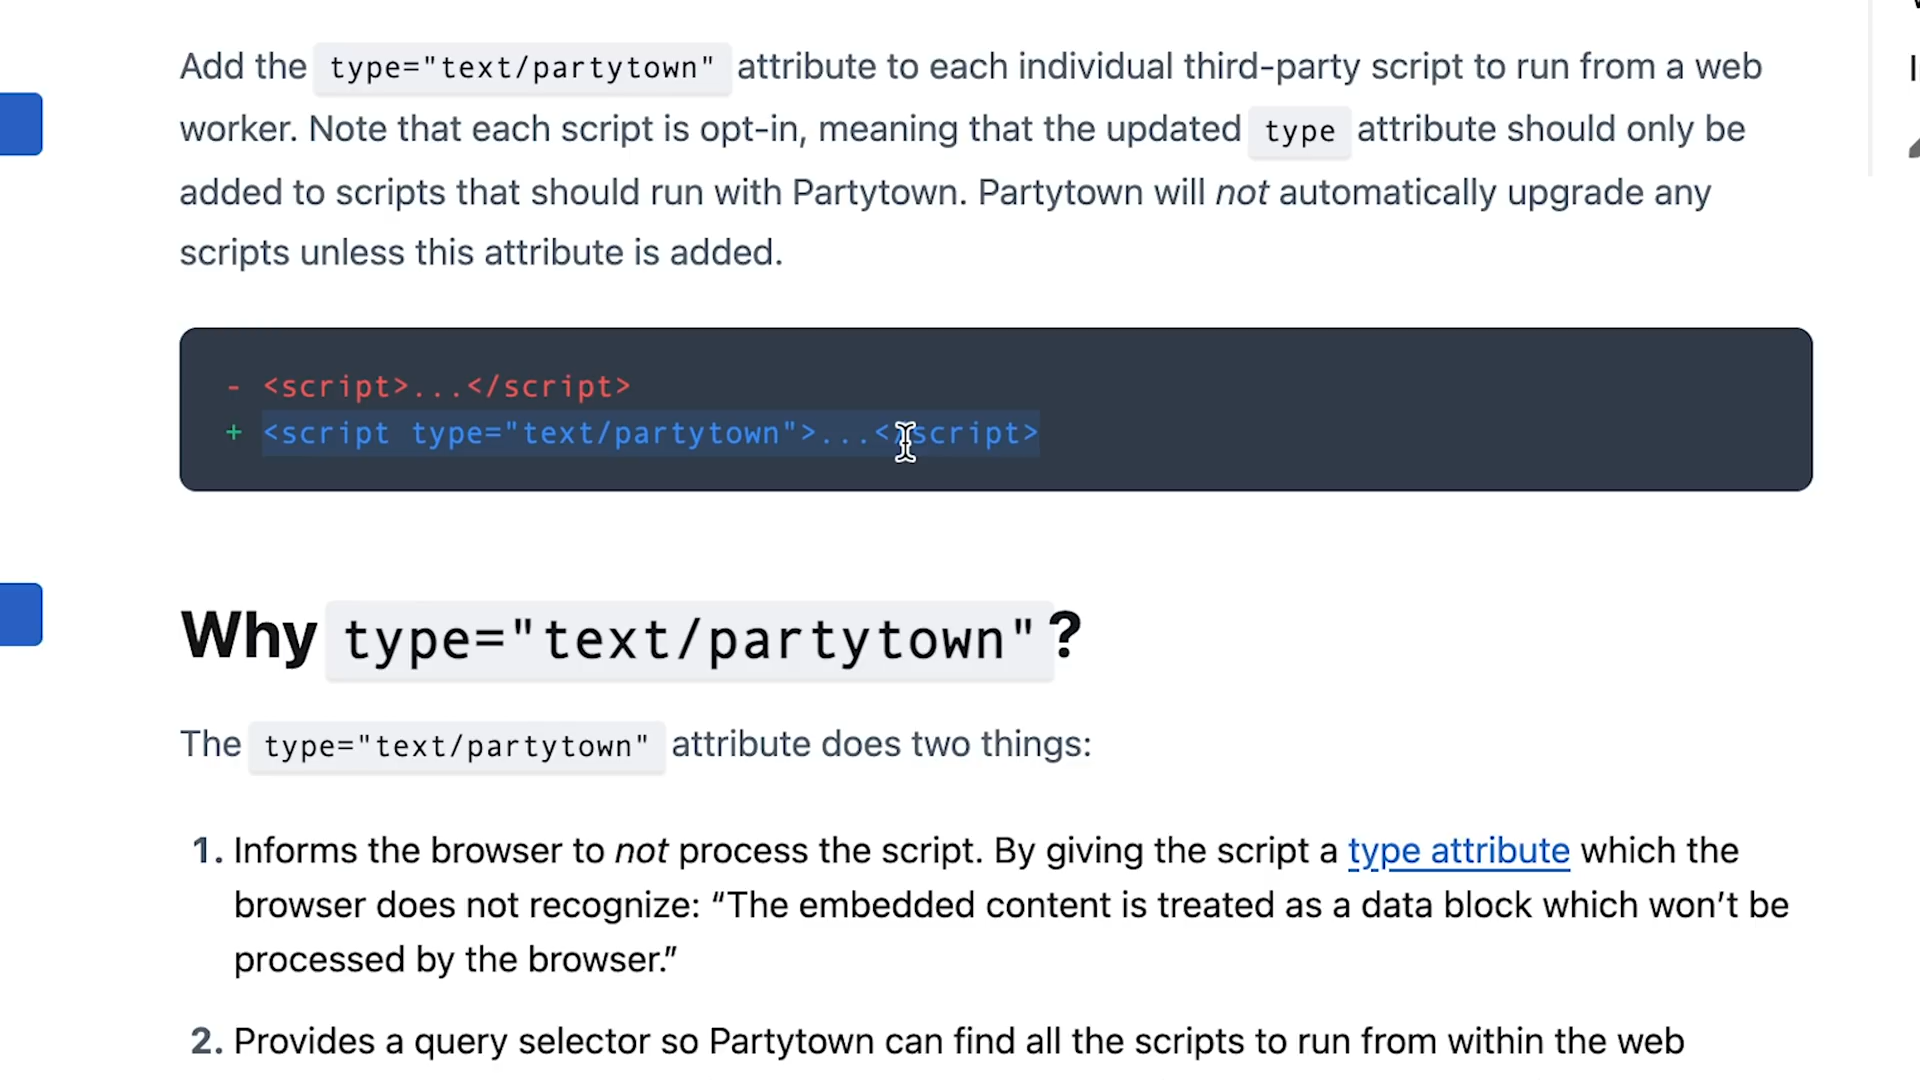 Add the type="text/partytown" attribute to each individual third-party script to run from a web
worker. Note that each script is opt-in, meaning that the updated type attribute should only be
added to scripts that should run with Partytown. Partytown will not automatically upgrade any
scripts unless this attribute is added.
- <script>...</script>
+ <script type="text/partytown">...</script>
Why type="text/partytown"?
The type="text/partytown" attribute does two things:
1. Informs the browser to not process the script. By giving the script a type attribute which the
browser does not recognize: “The embedded content is treated as a data block which won’t be
processed by the browser.”
2. Provides a query selector so Partytown can find all the scripts to run from within the web